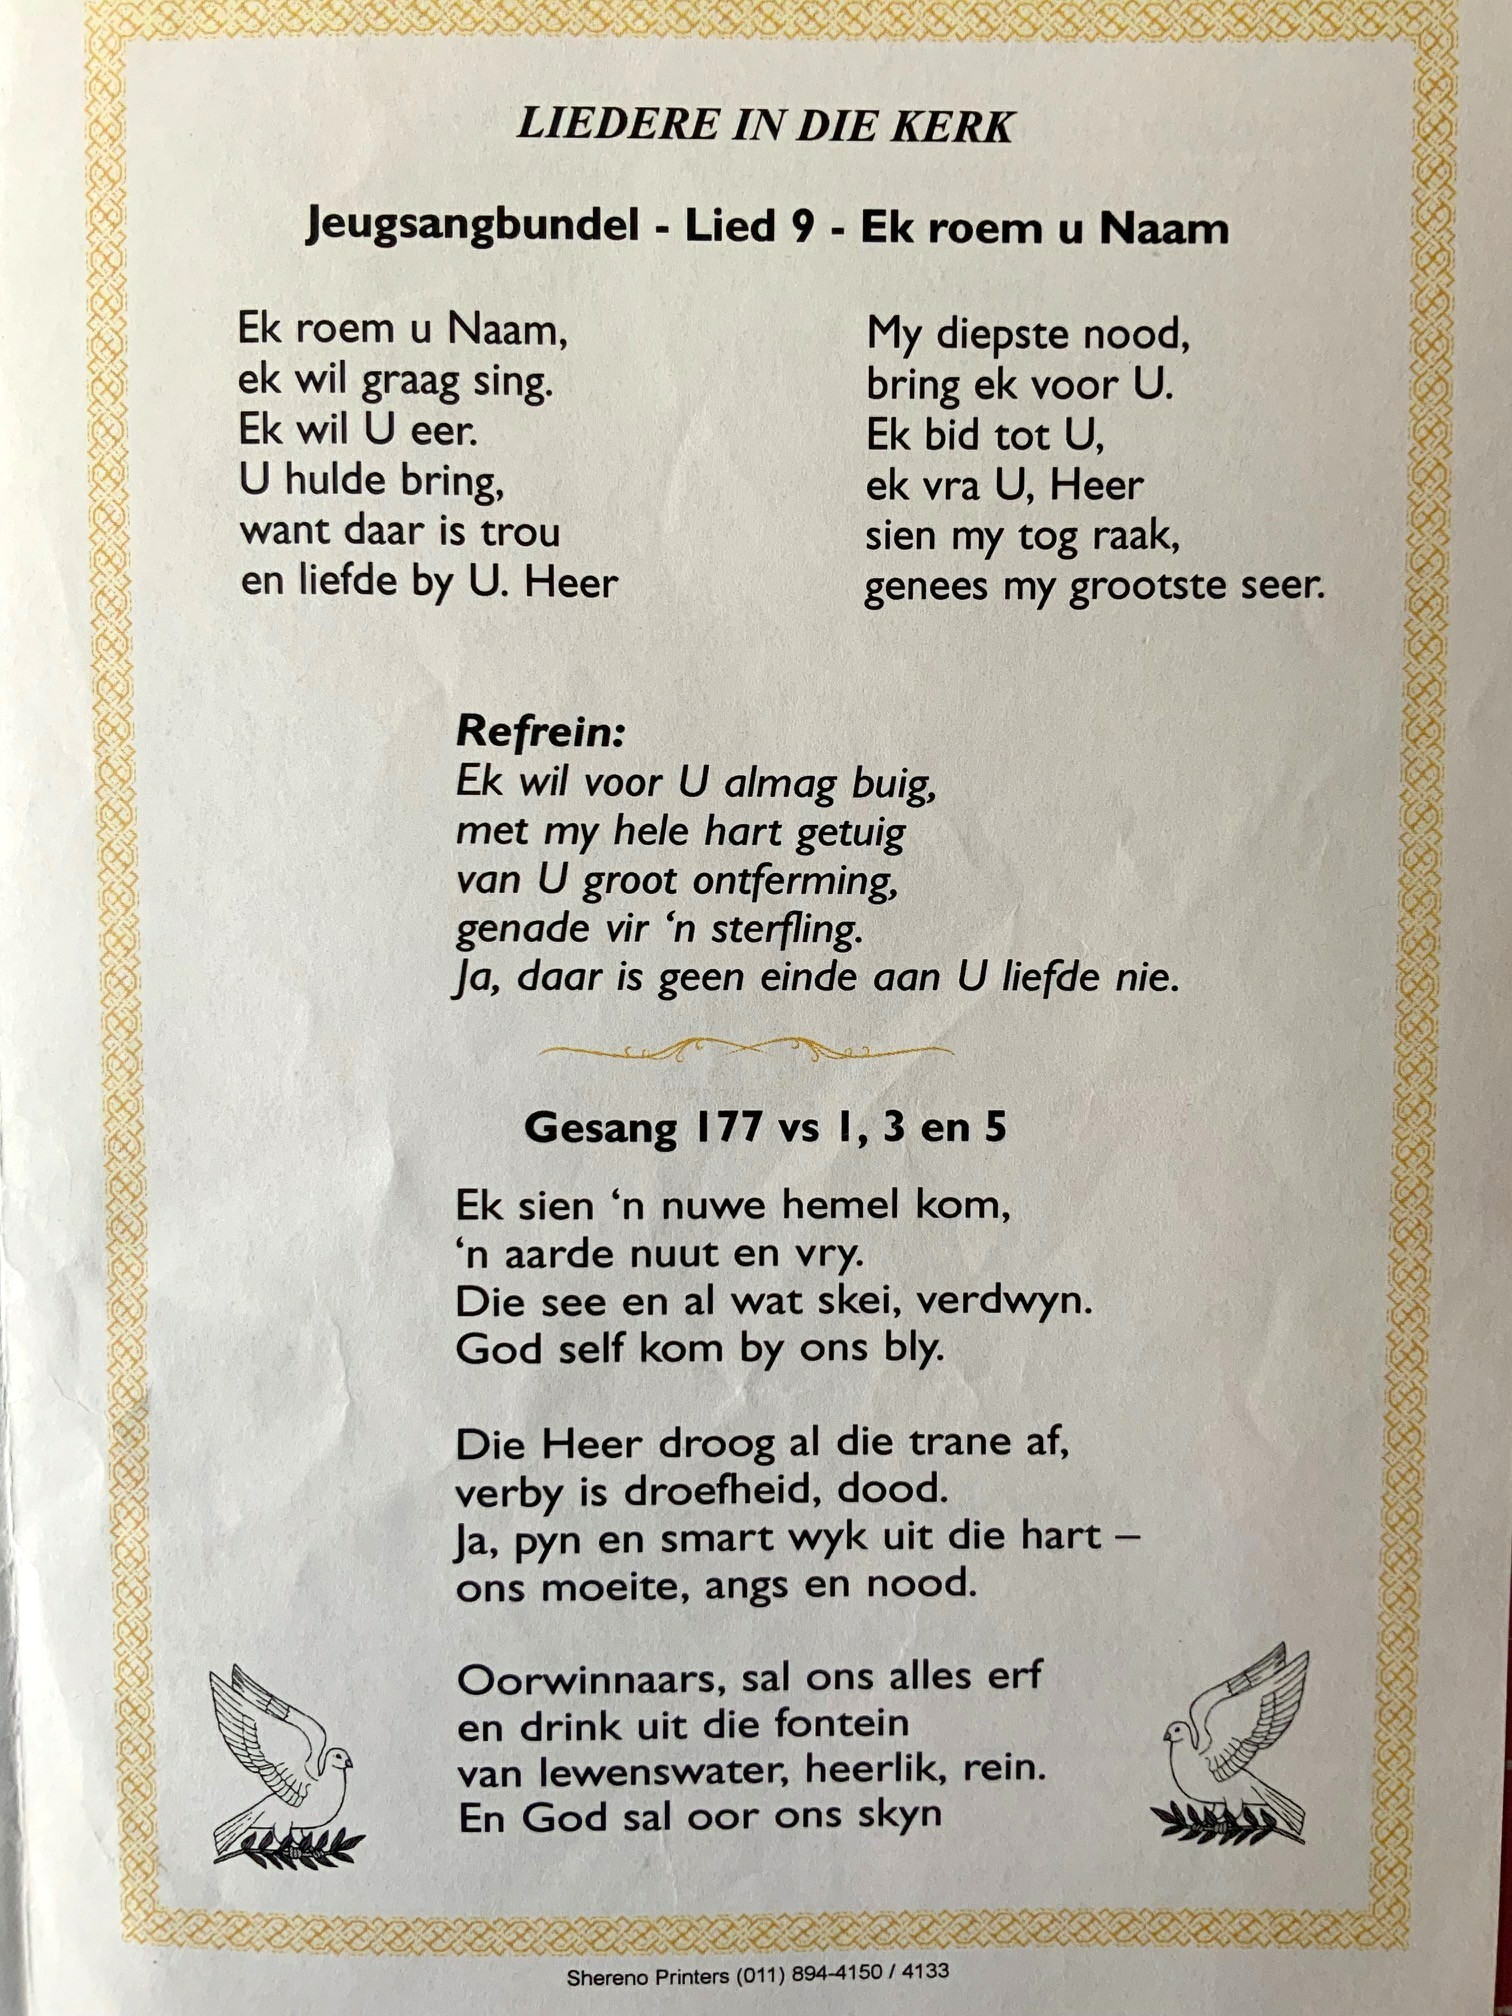 LIEDERE IN DIE KERK
Jeugsangbundel - Lied 9 - Ek roem u Naam
Ek roem u Naam,
ek wil graag sing.
Ek wil U eer.
U hulde bring,
want daar is trou
en liefde by U. Heer
My diepste nood,
bring ek voor U.
Ek bid tot U,
ek vra U, Heer
sien my tog raak,
genees my grootste seer.
Refrein:
Ek wil voor U almag buig,
met my hele hart getuig
van U groot ontferming,
genade vir ‘n sterfling.
Ja, daar is geen einde aan U liefde nie.
Gesang 177 vs 1, 3 en 5
Ek sien ‘n nuwe hemel kom,
‘n aarde nuut en vry.
Die see en al wat skei, verdwyn.
God self kom by ons bly.
Die Heer droog al die trane af,
verby is droefheid, dood.
Ja, pyn en smart wyk uit die hart –
ons moeite, angs en nood.
Oorwinnaars, sal ons alles erf
en drink uit die fontein
van lewenswater, heerlik, rein.
En God sal oor ons skyn
Shereno Printers (011) 894-4150 / 4133